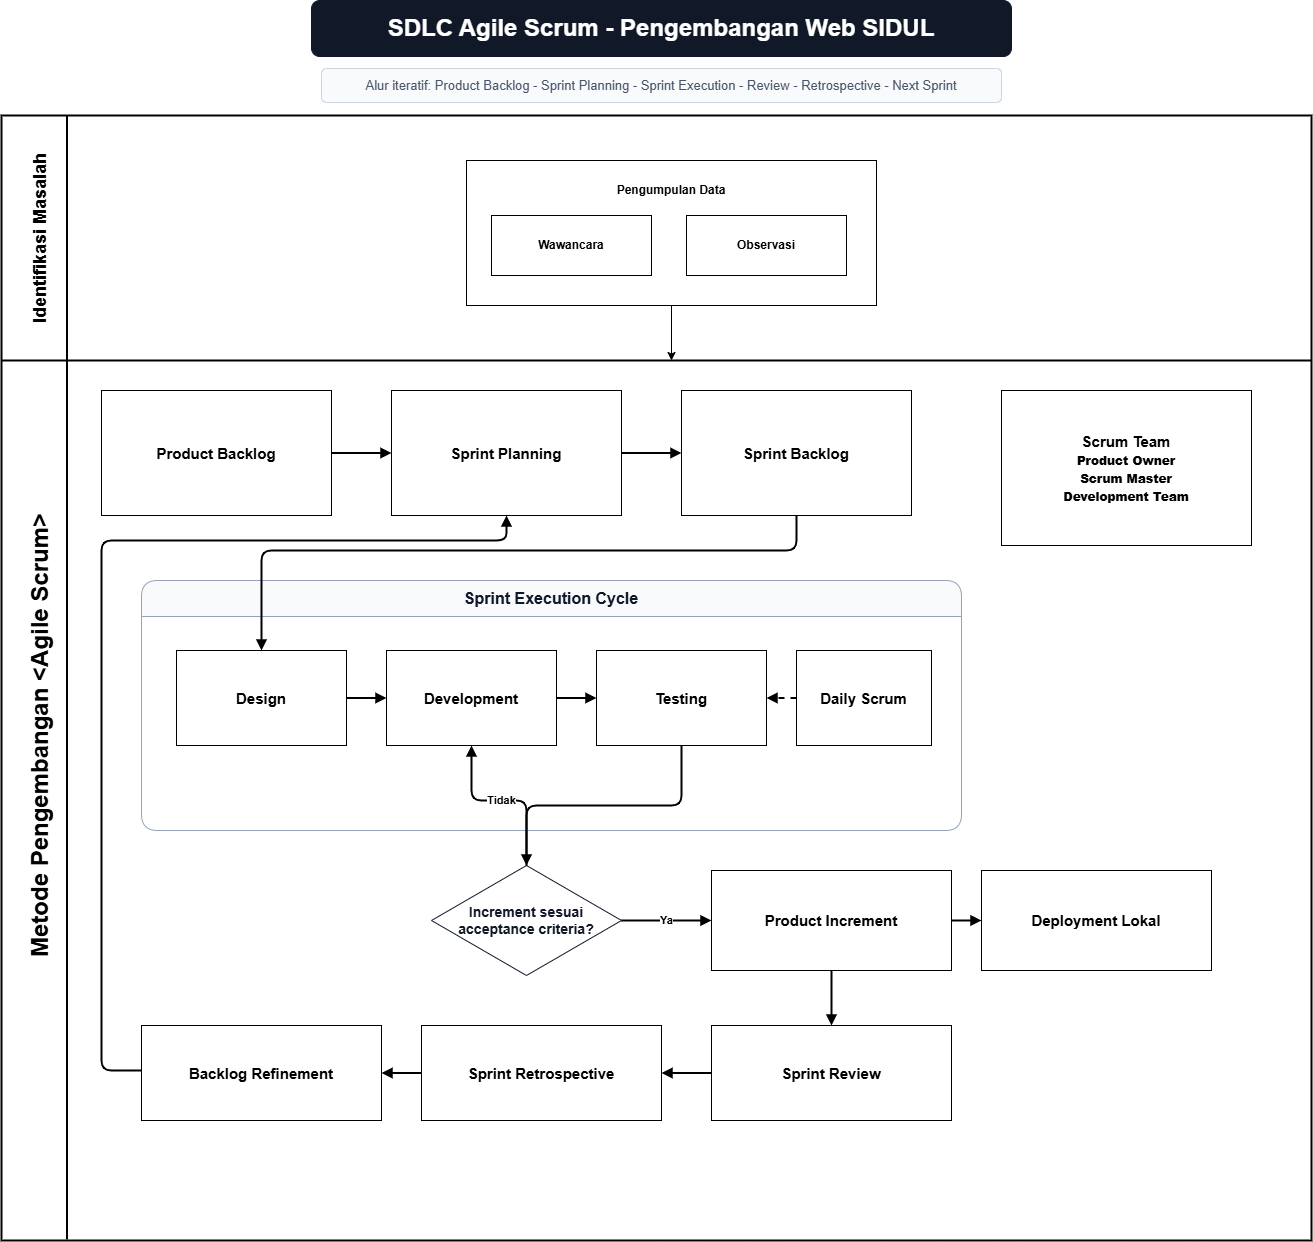 SDLC Agile Scrum - Pengembangan Web SIDUL
Alur iteratif: Product Backlog - Sprint Planning - Sprint Execution - Review - Retrospective - Next Sprint
Identifikasi Masalah
Pengumpulan Data
Wawancara
Observasi
Metode Pengembangan <Agile Scrum>
Product Backlog
Sprint Planning
Sprint Backlog
Scrum Team
Product Owner
Scrum Master
Development Team
Sprint Execution Cycle
Design
Development
Testing
Daily Scrum
Tidak
Increment sesuai
acceptance criteria?
Ya
Product Increment
Deployment Lokal
Backlog Refinement
Sprint Retrospective
Sprint Review